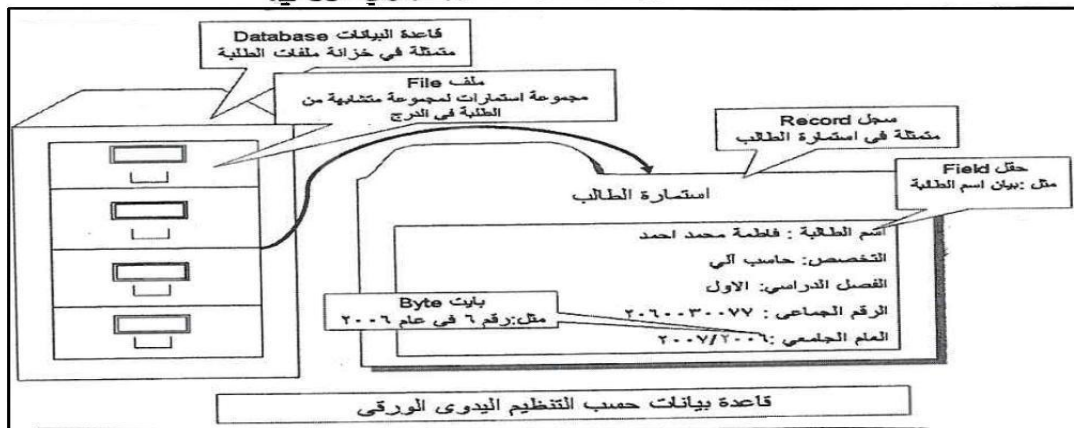 قاعدة البيانات Database
متمثلة في خزانة ملفات الطلبة
ملف File
مجموعة استمارات لمجموعة متشابهة من
الطلبة في الدرج
سجل Record
متمثلة في استمارة الطالب
حقل Field
مثل :بيان اسم الطالبة
استمارة الطالب
اسم الطالبة : فاطمة محمد احمد
التخصص: حاسب آلي
الفصل الدراسي: الاول
الرقم الجماعى : ٢٠٦٠٠٣٠٠٧٧
العام الجامعي :٢٠٠٧/٢٠٠٦
بايت Byte
مثل:رقم ٦ في عام ٢٠٠٦
قاعدة بيانات حسب التنظيم اليدوى الورقى